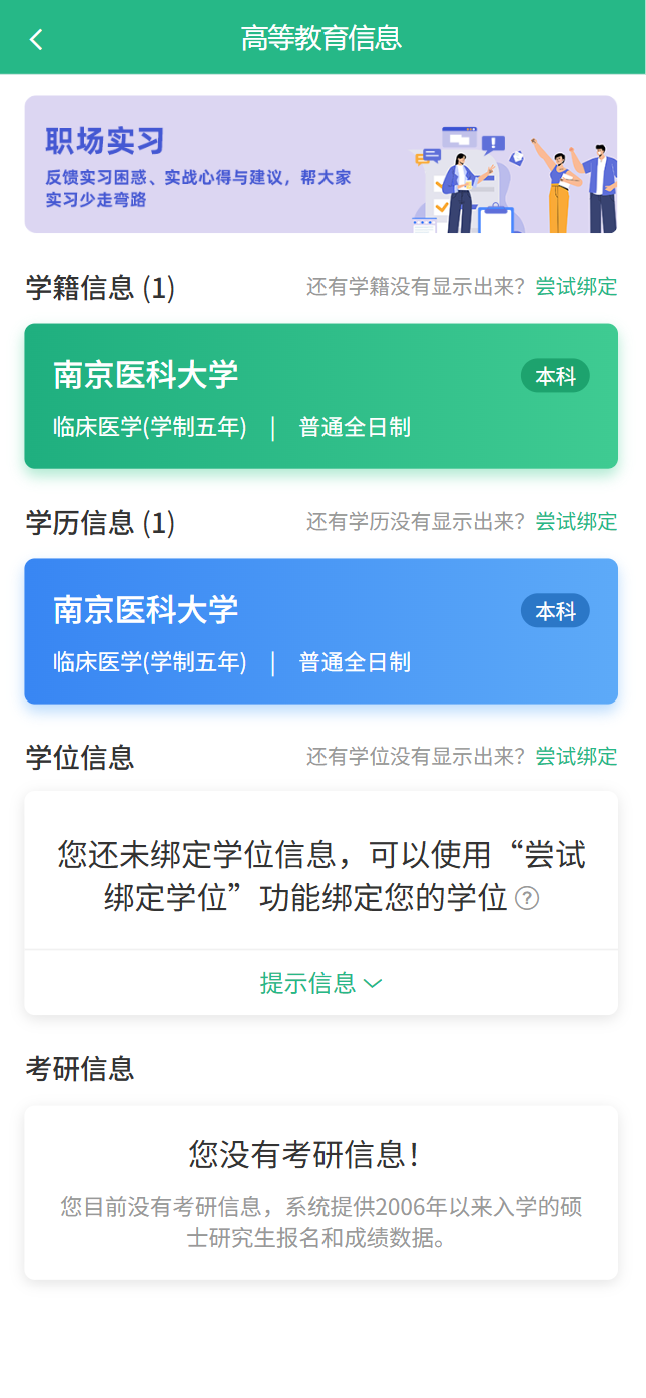 高等教育信息
职场实习
反馈实习困惑、实战心得与建议，帮大家
实习少走弯路
学籍信息 (1)
还有学籍没有显示出来？尝试绑定
南京医科大学
本科
临床医学(学制五年) | 普通全日制
学历信息 (1)
还有学历没有显示出来？尝试绑定
南京医科大学
本科
临床医学(学制五年) | 普通全日制
学位信息
还有学位没有显示出来？尝试绑定
您还未绑定学位信息，可以使用“尝试
绑定学位”功能绑定您的学位 ?
提示信息
考研信息
您没有考研信息！
您目前没有考研信息，系统提供2006年以来入学的硕
士研究生报名和成绩数据。